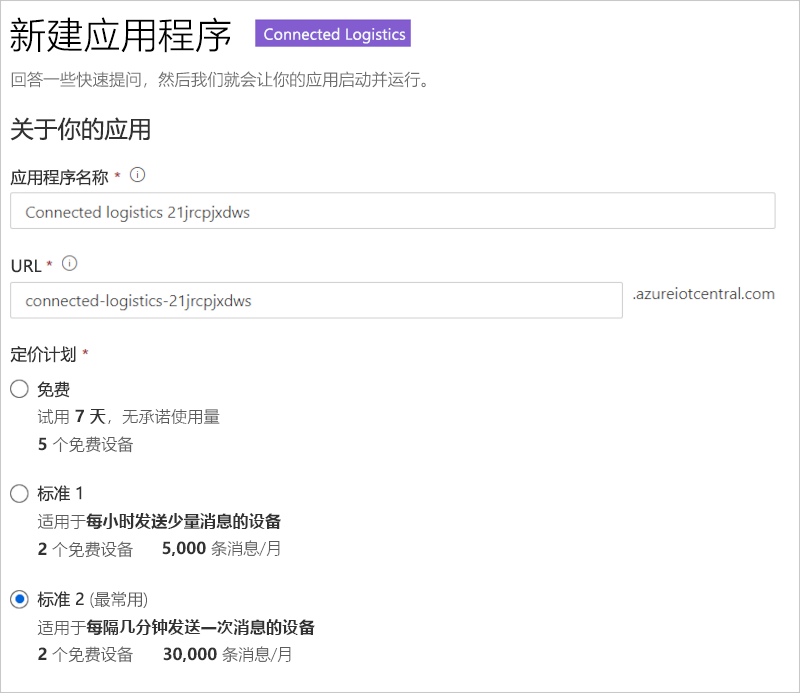 新建应用程序 Connected Logistics
回答一些快速提问，然后我们就会让你的应用启动并运行。
关于你的应用
应用程序名称 *
Connected logistics 21jrcpjxdws
URL *
connected-logistics-21jrcpjxdws .azureiotcentral.com
定价计划 *
免费
试用 7 天，无承诺使用量
5 个免费设备
标准 1
适用于每小时发送少量消息的设备
2 个免费设备 5,000 条消息/月
标准 2 (最常用)
适用于每隔几分钟发送一次消息的设备
2 个免费设备 30,000 条消息/月